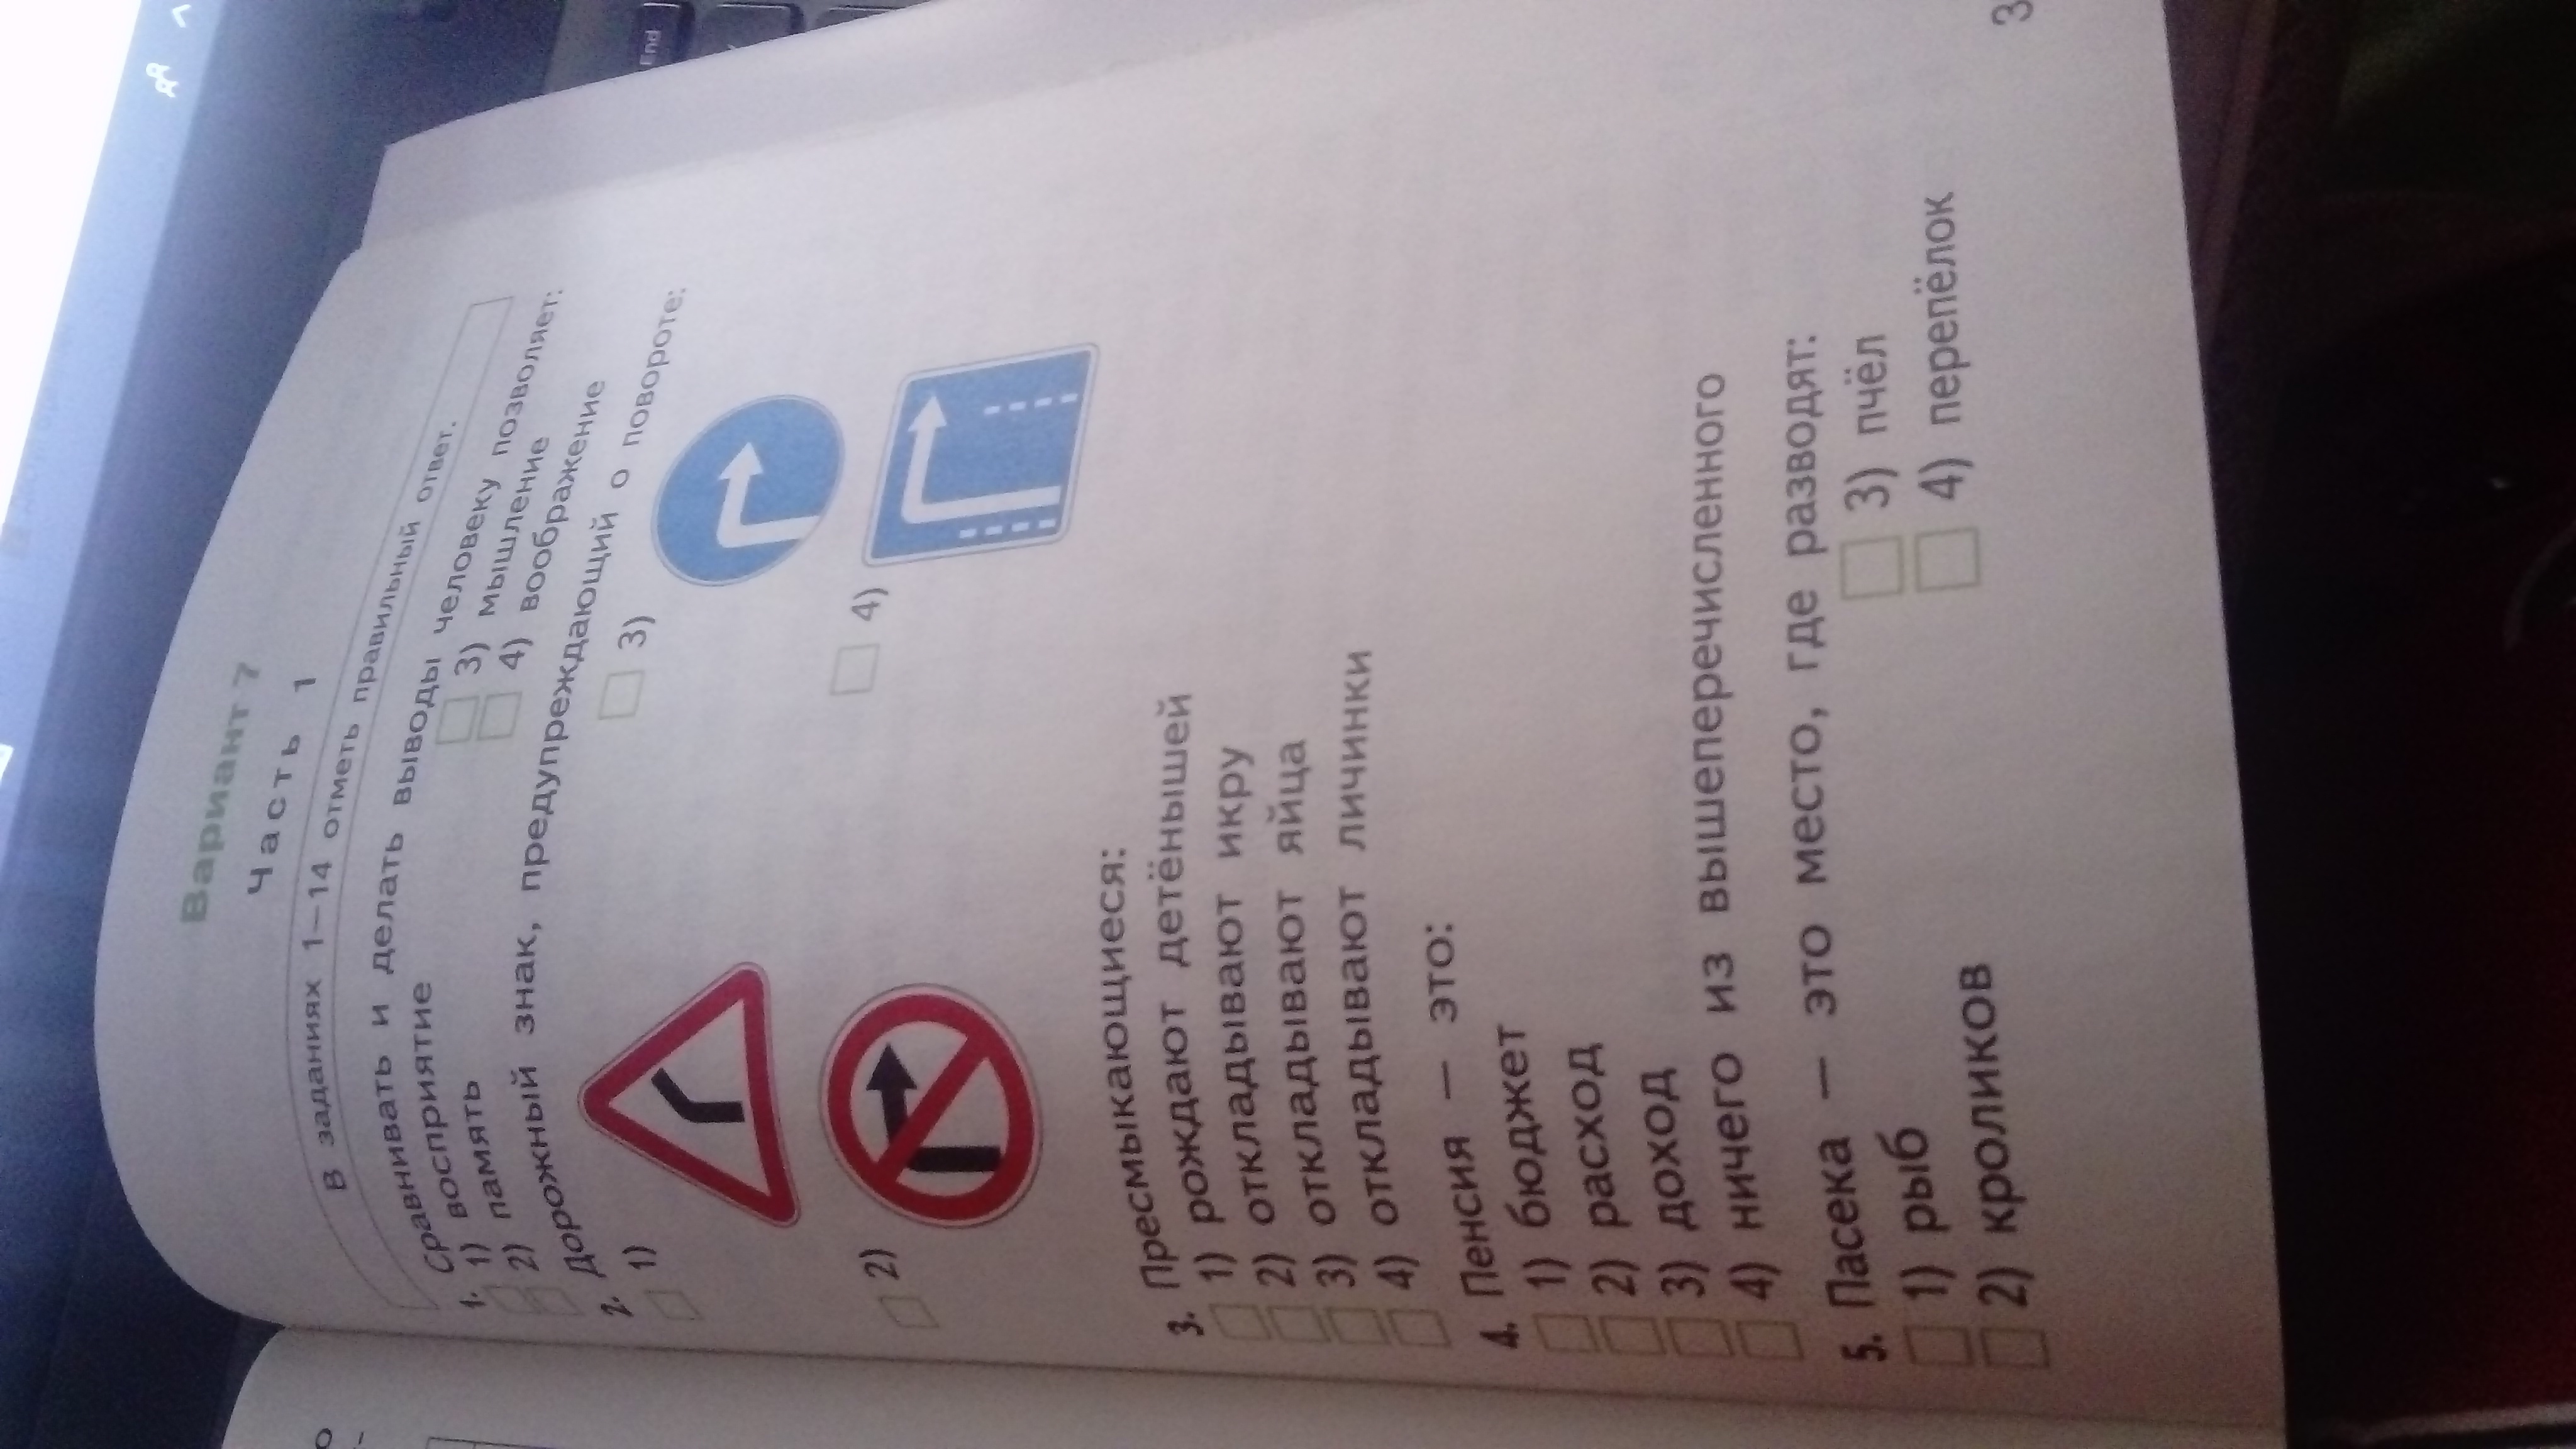 Вариант 7
Часть 1
В заданиях 1—14 отметь правильный ответ.
1. Сравнивать и делать выводы человеку позволяет:
1) восприятие
3) мышление
2) память
4) воображение
2. Дорожный знак, предупреждающий о повороте:
1)
3)
2)
4)
3. Пресмыкающиеся:
1) рождают детёнышей
2) откладывают икру
3) откладывают яйца
4) откладывают личинки
4. Пенсия — это:
1) бюджет
2) расход
3) доход
4) ничего из вышеперечисленного
5. Пасека — это место, где разводят:
1) рыб
3) пчёл
2) кроликов
4) перепёлок
End